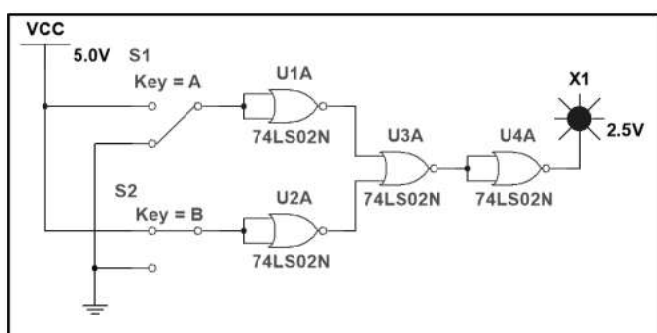 VCC
5.0V
S1
Key = A
U1A
74LS02N
X1
2.5V
U3A
74LS02N
U4A
74LS02N
S2
Key = B
U2A
74LS02N